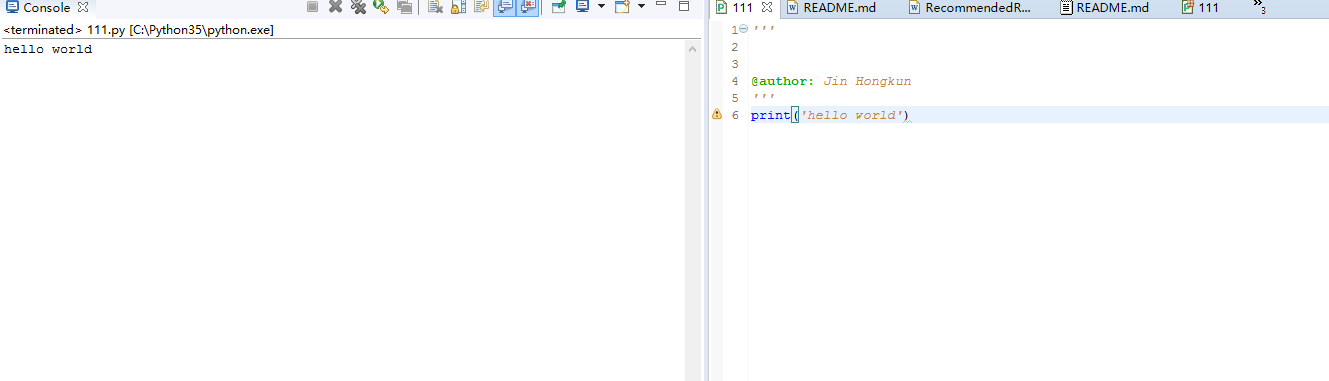 Console
<terminated> 111.py [C:\Python35\python.exe]
hello world
111 README.md RecommendedR... README.md 111 »3
1 '''
2
3
4 @author: Jin Hongkun
5 '''
6 print('hello world')